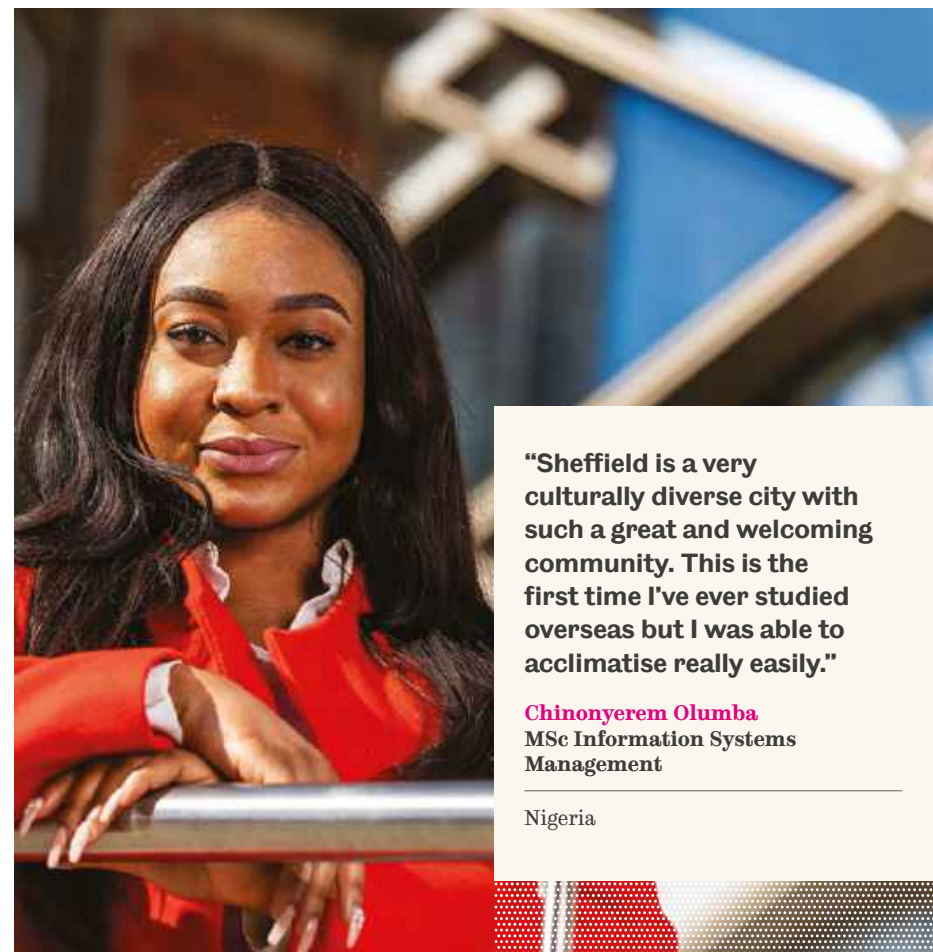 “Sheffield is a very
culturally diverse city with
such a great and welcoming
community. This is the
first time I’ve ever studied
overseas but I was able to
acclimatise really easily.”
Chinonyerem Olumba
MSc Information Systems
Management
Nigeria